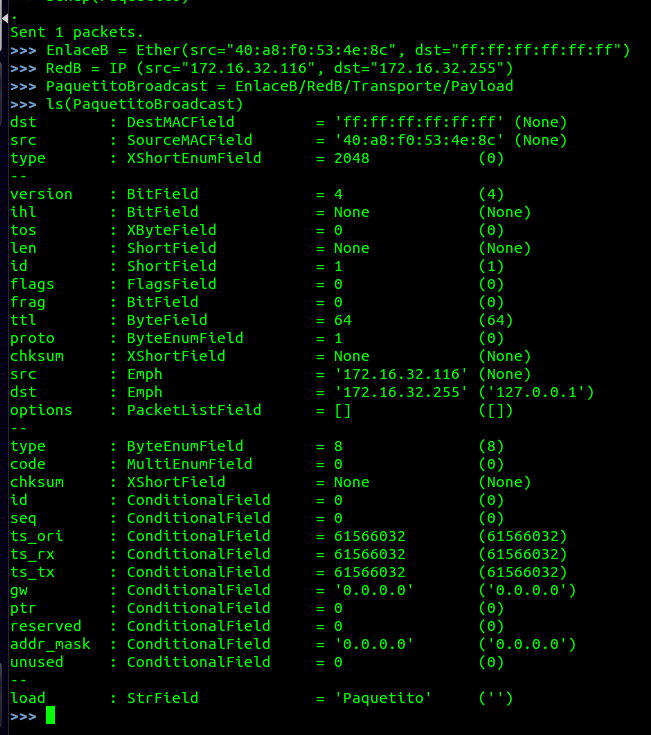 .
Sent 1 packets.
>>> EnlaceB = Ether(src="40:a8:f0:53:4e:8c", dst="ff:ff:ff:ff:ff:ff")
>>> RedB = IP (src="172.16.32.116", dst="172.16.32.255")
>>> PaquetitoBroadcast = EnlaceB/RedB/Transporte/Payload
>>> ls(PaquetitoBroadcast)
dst        : DestMACField         = 'ff:ff:ff:ff:ff:ff' (None)
src        : SourceMACField       = '40:a8:f0:53:4e:8c' (None)
type       : XShortEnumField      = 2048            (0)
--
version    : BitField             = 4               (4)
ihl        : BitField             = None            (None)
tos        : XByteField           = 0               (0)
len        : ShortField           = None            (None)
id         : ShortField           = 1               (1)
flags      : FlagsField           = 0               (0)
frag       : BitField             = 0               (0)
ttl        : ByteField            = 64              (64)
proto      : ByteEnumField        = 1               (0)
chksum     : XShortField          = None            (None)
src        : Emph                 = '172.16.32.116' (None)
dst        : Emph                 = '172.16.32.255' ('127.0.0.1')
options    : PacketListField      = []              ([])
--
type       : ByteEnumField        = 8               (8)
code       : MultiEnumField       = 0               (0)
chksum     : XShortField          = None            (None)
id         : ConditionalField     = 0               (0)
seq        : ConditionalField     = 0               (0)
ts_ori     : ConditionalField     = 61566032        (61566032)
ts_rx      : ConditionalField     = 61566032        (61566032)
ts_tx      : ConditionalField     = 61566032        (61566032)
gw         : ConditionalField     = '0.0.0.0'       ('0.0.0.0')
ptr        : ConditionalField     = 0               (0)
reserved   : ConditionalField     = 0               (0)
addr_mask  : ConditionalField     = '0.0.0.0'       ('0.0.0.0')
unused     : ConditionalField     = 0               (0)
--
load       : StrField             = 'Paquetito'     ('')
>>>